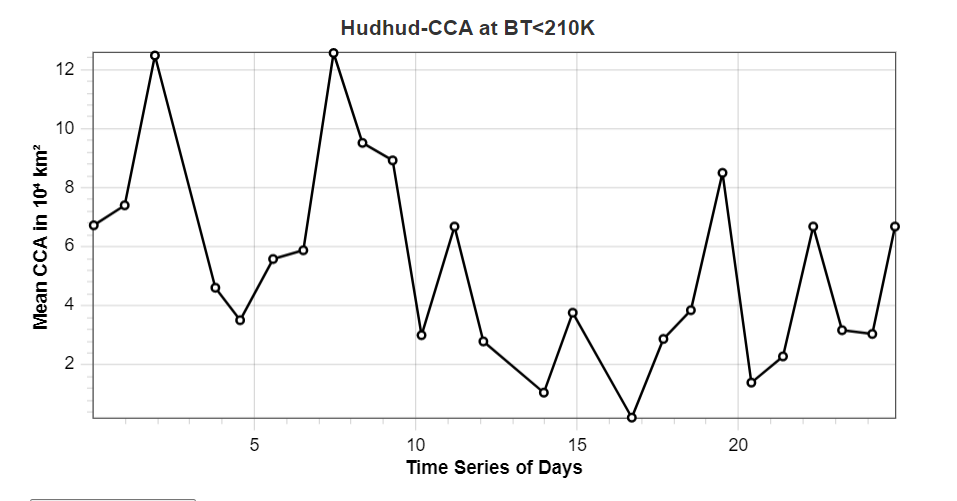 Hudhud-CCA at BT<210K
Mean CCA in 10⁴ km²
12
10
8
6
4
2
5 10 15 20
Time Series of Days